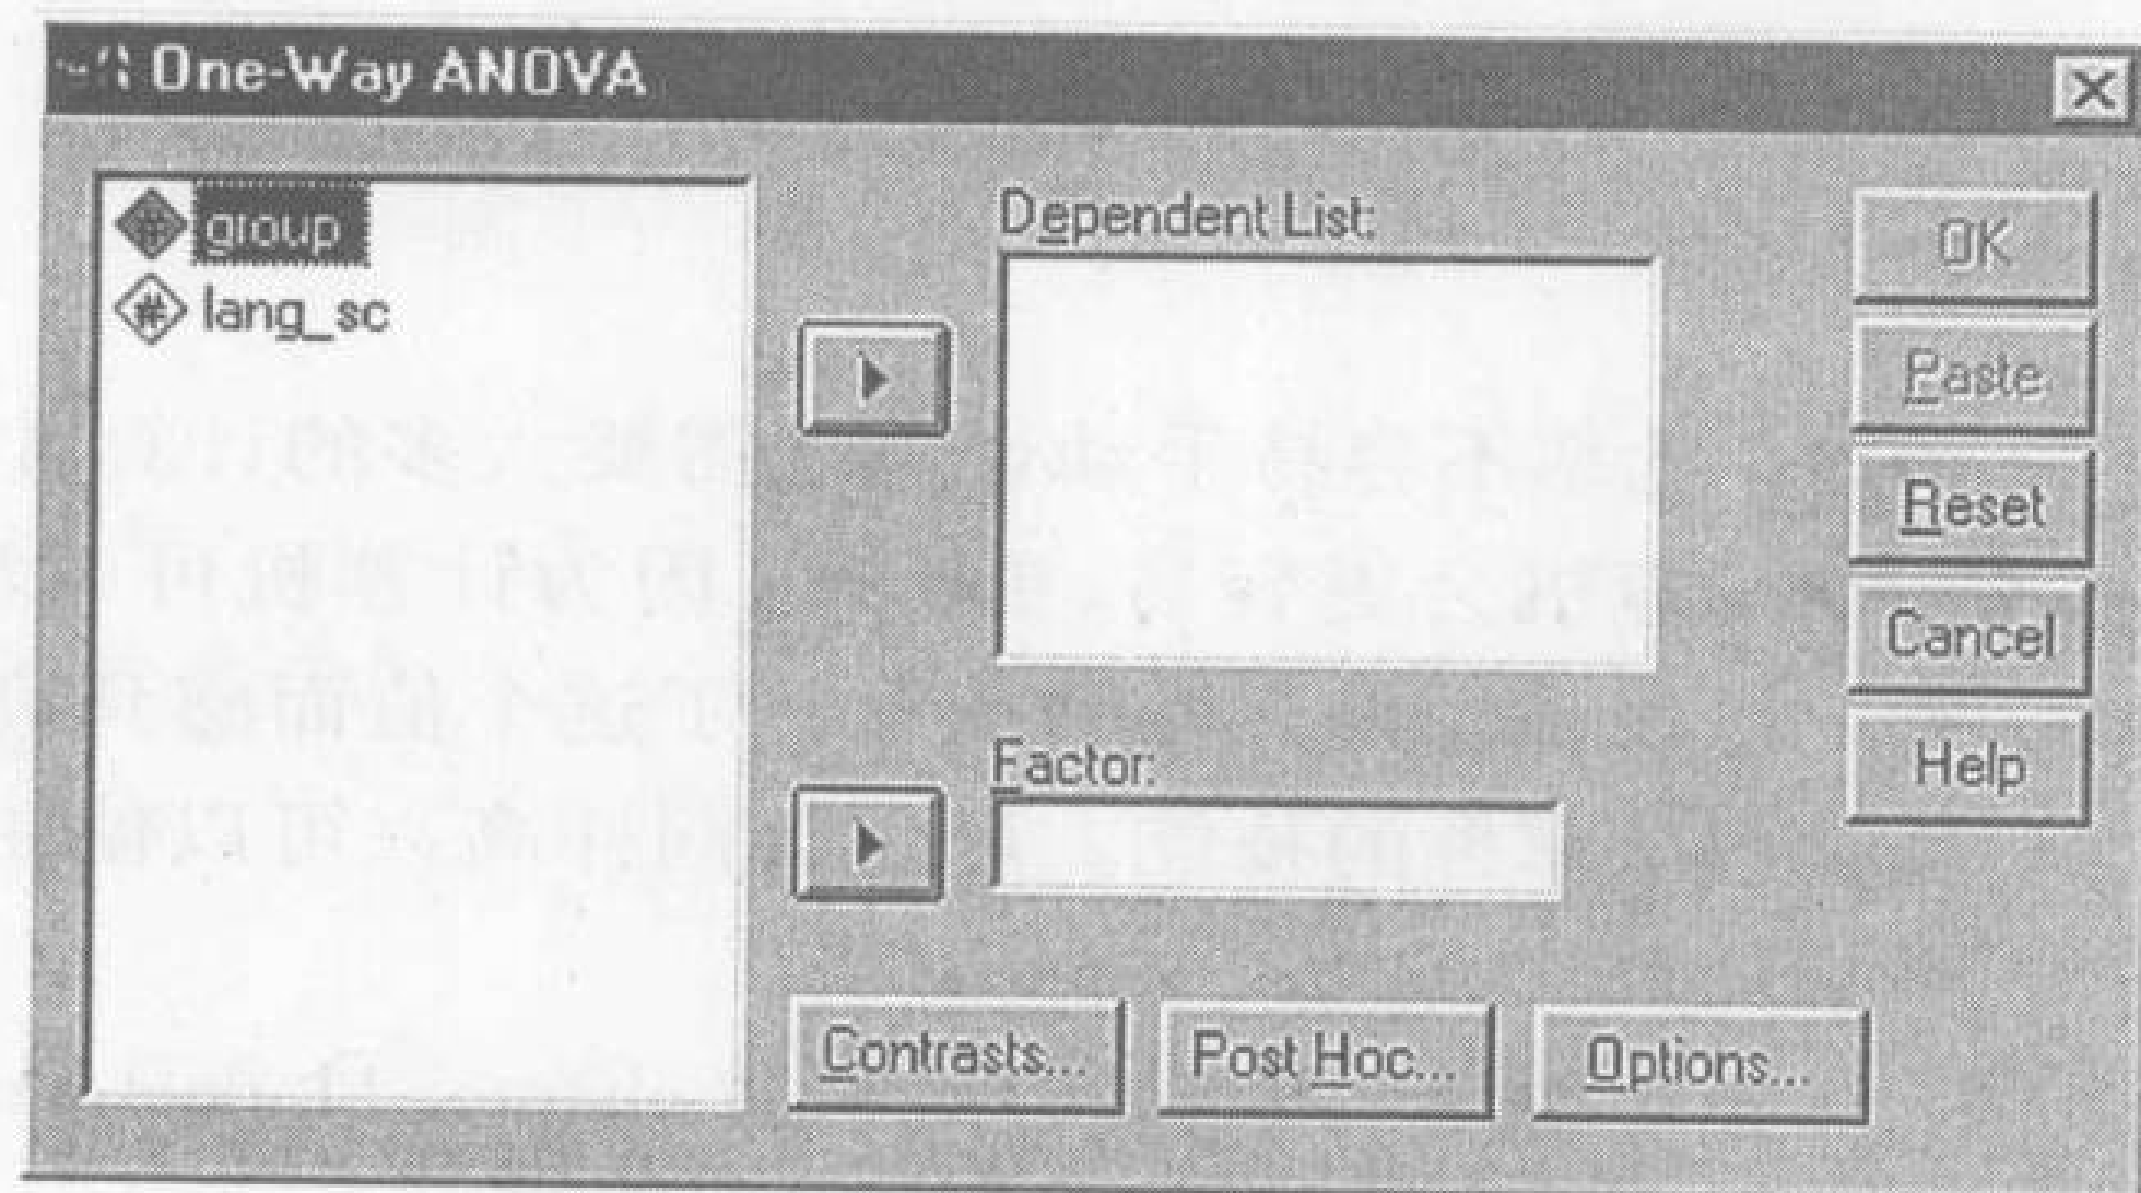 One-Way ANOVA
group
lang_sc
Dependent List:
Factor:
OK
Paste
Reset
Cancel
Help
Contrasts...
Post Hoc...
Options...